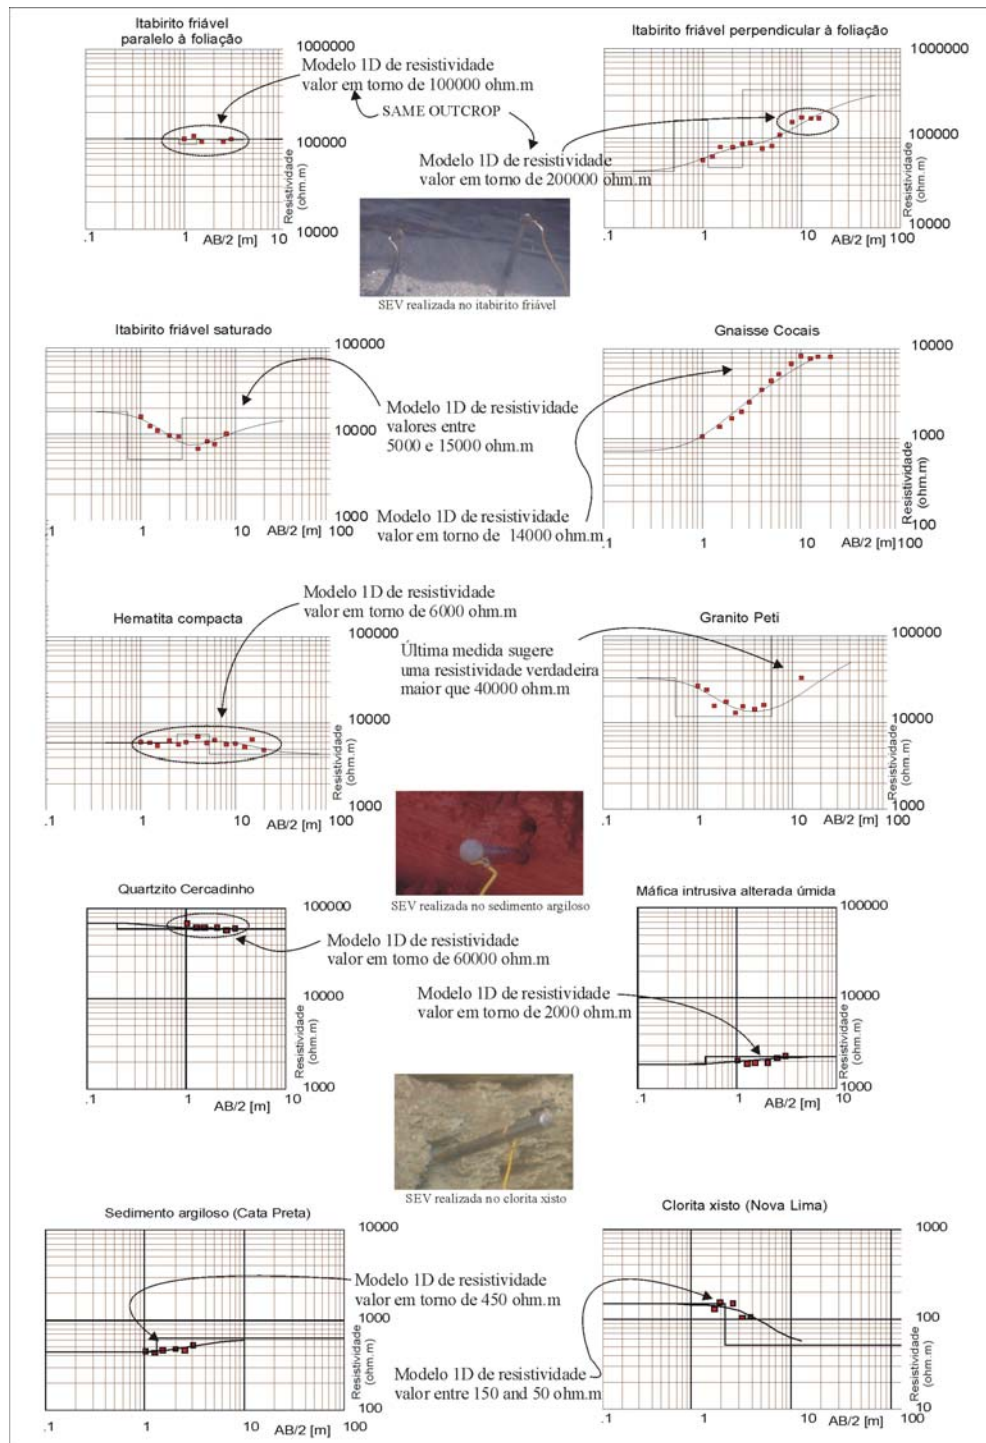 Itabirito friável
paralelo à foliação
1000000
Modelo 1D de resistividade
valor em torno de 100000 ohm.m
SAME OUTCROP
100000
Resistividade
(ohm.m)
10000
.1
1
AB/2 [m]
10
Itabirito friável perpendicular à foliação
1000000
Modelo 1D de resistividade
valor em torno de 200000 ohm.m
100000
Resistividade
(ohm.m)
10000
.1
1
10
AB/2 [m]
100
SEV realizada no itabirito friável
Itabirito friável saturado
100000
Modelo 1D de resistividade
valores entre
5000 e 15000 ohm.m
10000
Resistividade
(ohm.m)
1000
.1
1
10
AB/2 [m]
100
Gnaisse Cocais
10000
1000
Resistividade
(ohm.m)
Modelo 1D de resistividade
valor em torno de 14000 ohm.m
100
.1
1
10
AB/2 [m]
100
Hematita compacta
Modelo 1D de resistividade
valor em torno de 6000 ohm.m
100000
10000
Resistividade
(ohm.m)
1000
.1
1
10
AB/2 [m]
100
Granito Peti
100000
Última medida sugere
uma resistividade verdadeira
maior que 40000 ohm.m
10000
Resistividade
(ohm.m)
1000
.1
1
10
AB/2 [m]
100
SEV realizada no sedimento argiloso
Quartzito Cercadinho
100000
Modelo 1D de resistividade
valor em torno de 60000 ohm.m
10000
Resistividade
(ohm.m)
1000
.1
1
AB/2 [m]
10
Máfica intrusiva alterada úmida
100000
Modelo 1D de resistividade
valor em torno de 2000 ohm.m
10000
Resistividade
(ohm.m)
1000
.1
1
AB/2 [m]
10
SEV realizada no clorita xisto
Sedimento argiloso (Cata Preta)
10000
Modelo 1D de resistividade
valor em torno de 450 ohm.m
1000
Resistividade
(ohm.m)
100
.1
1
10
AB/2 [m]
100
Clorita xisto (Nova Lima)
1000
100
Resistividade
(ohm.m)
Modelo 1D de resistividade
valor entre 150 and 50 ohm.m
10
.1
1
10
AB/2 [m]
100